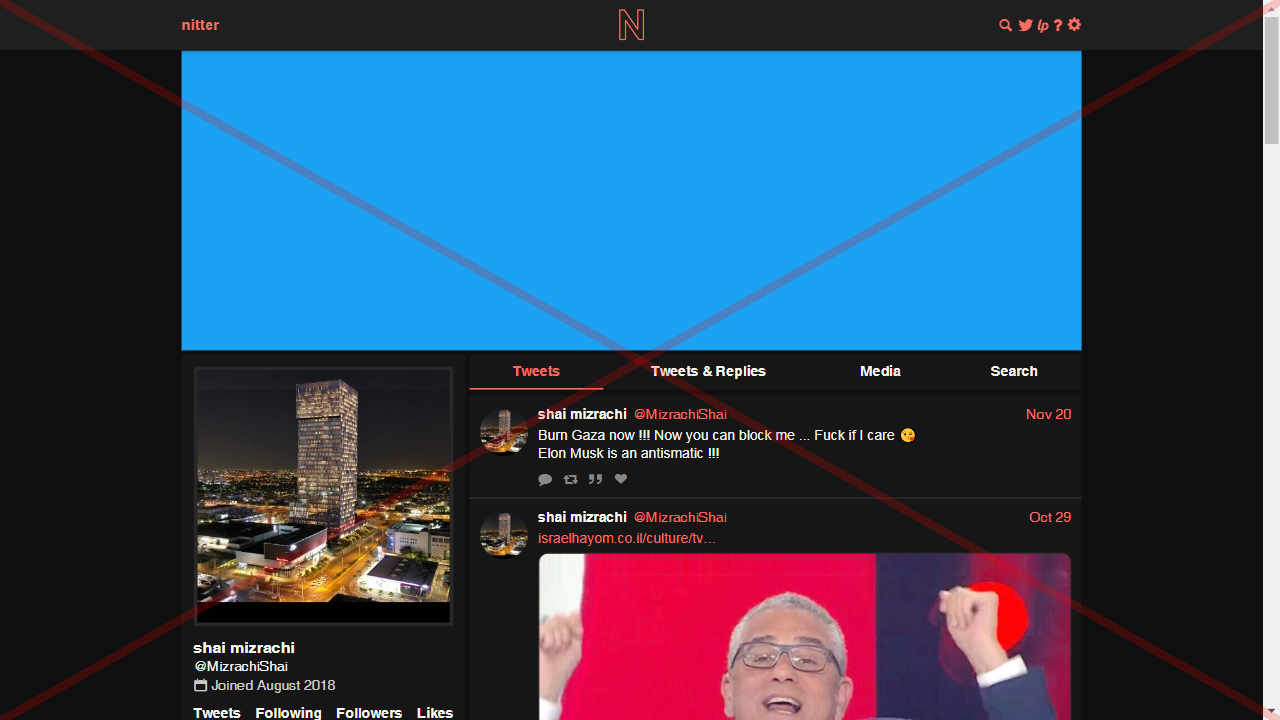 nitter
N
lp ?
Tweets Tweets & Replies Media Search
shai mizrachi @MizrachiShai Nov 20
Burn Gaza now !!! Now you can block me ... Fuck if I care 😘
Elon Musk is an antismatic !!!
shai mizrachi @MizrachiShai Oct 29
israelhayom.co.il/culture/tv…
shai mizrachi
@MizrachiShai
Joined August 2018
Tweets Following Followers Likes